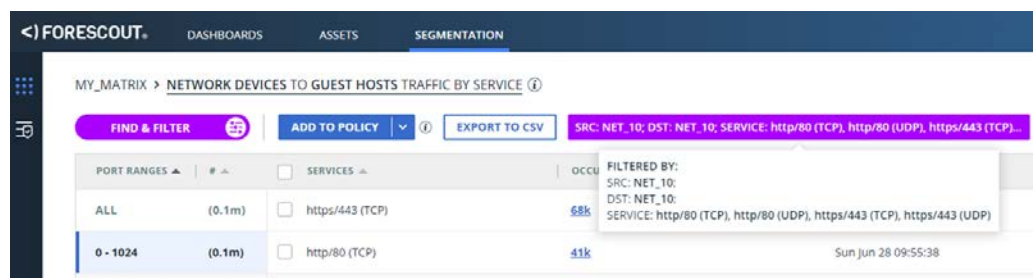 <) FORESCOUT. DASHBOARDS ASSETS SEGMENTATION
MY_MATRIX > NETWORK DEVICES TO GUEST HOSTS TRAFFIC BY SERVICE i
FIND & FILTER ADD TO POLICY i EXPORT TO CSV SRC: NET_10; DST: NET_10; SERVICE: http/80 (TCP), http/80 (UDP), https/443 (TCP)...
PORT RANGES # SERVICES OCCU
FILTERED BY:
SRC: NET_10:
DST: NET_10:
SERVICE: http/80 (TCP), http/80 (UDP), https/443 (TCP), https/443 (UDP)
ALL (0.1m) https/443 (TCP) 68k
0 - 1024 (0.1m) http/80 (TCP) 41k Sun Jun 28 09:55:38